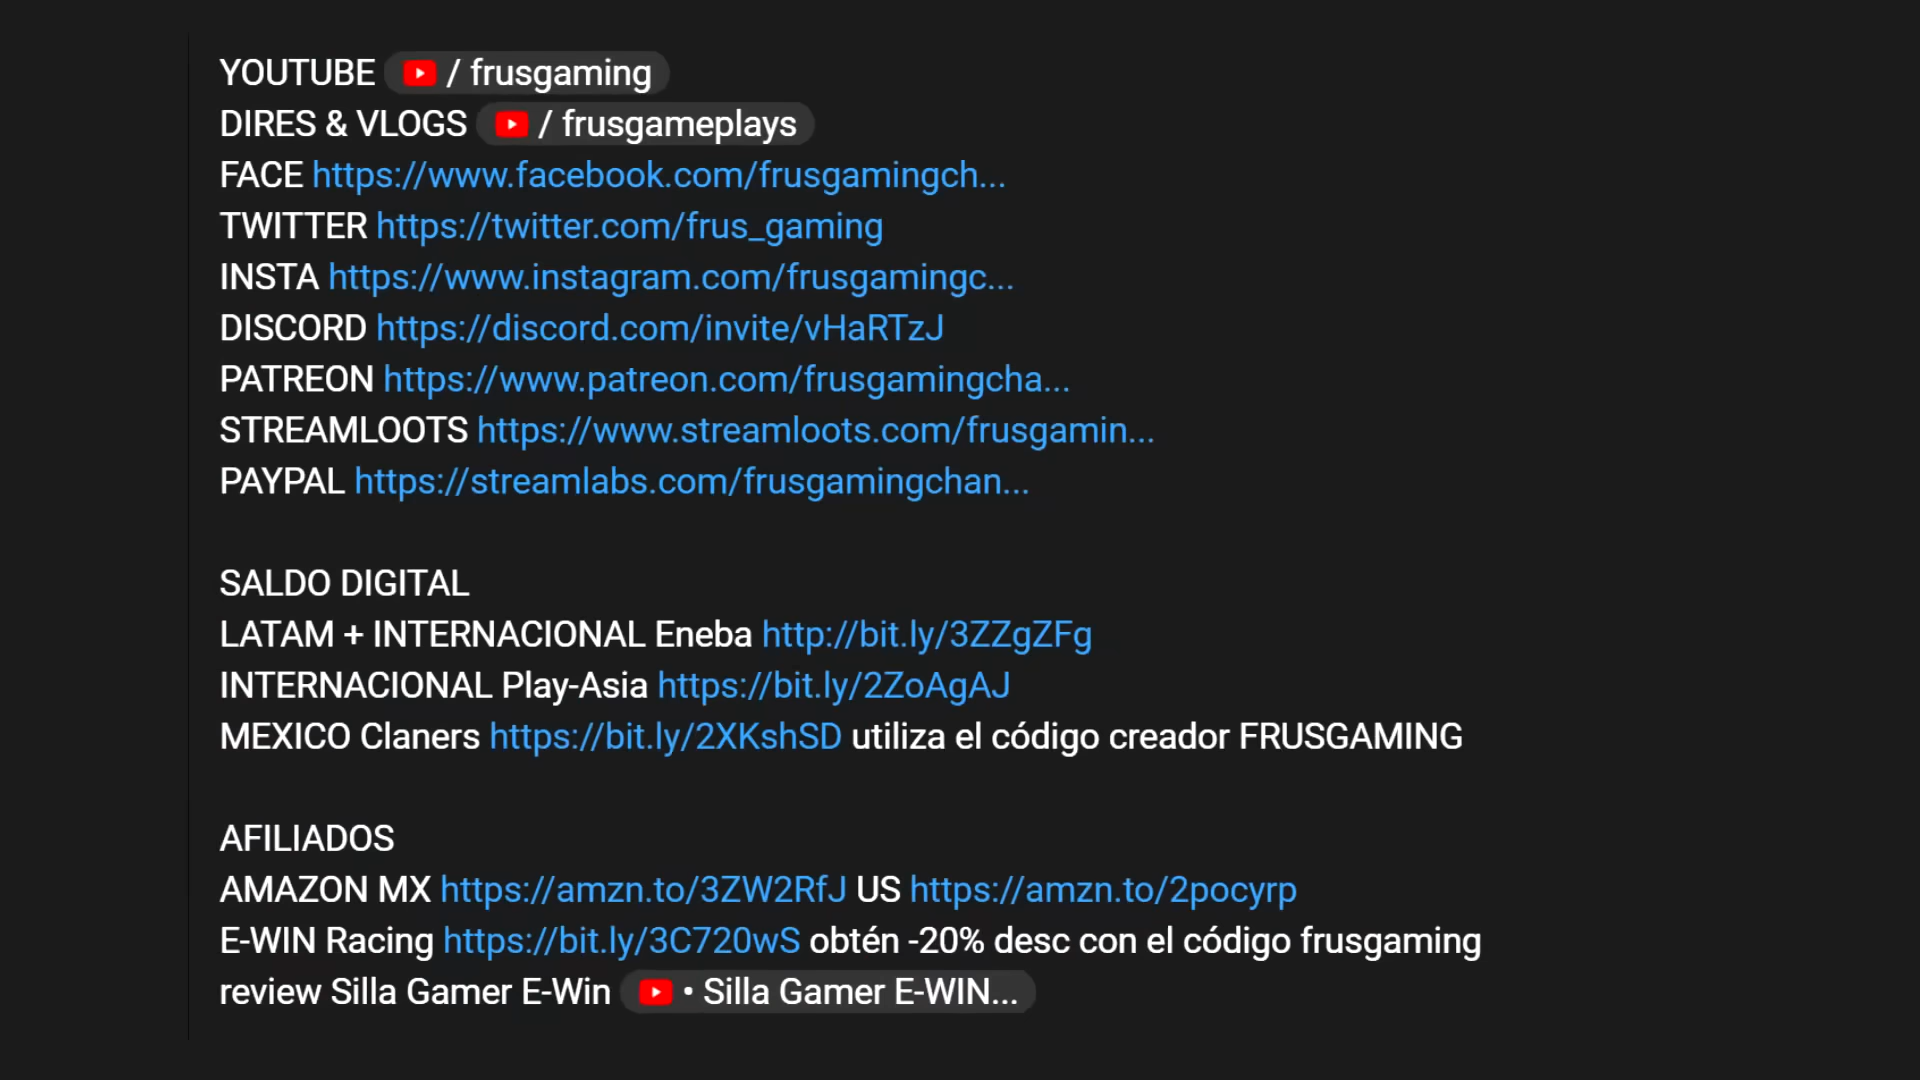 YOUTUBE / frusgaming
DIRES & VLOGS / frusgameplays
FACE https://www.facebook.com/frusgamingch...
TWITTER https://twitter.com/frus_gaming
INSTA https://www.instagram.com/frusgamingc...
DISCORD https://discord.com/invite/vHaRTzJ
PATREON https://www.patreon.com/frusgamingcha...
STREAMLOOTS https://www.streamloots.com/frusgamin...
PAYPAL https://streamlabs.com/frusgamingchan...
SALDO DIGITAL
LATAM + INTERNACIONAL Eneba http://bit.ly/3ZZgZFg
INTERNACIONAL Play-Asia https://bit.ly/2ZoAgAJ
MEXICO Claners https://bit.ly/2XKshSD utiliza el código creador FRUSGAMING
AFILIADOS
AMAZON MX https://amzn.to/3ZW2RfJ US https://amzn.to/2pocyrp
E-WIN Racing https://bit.ly/3C720wS obtén -20% desc con el código frusgaming
review Silla Gamer E-Win • Silla Gamer E-WIN...